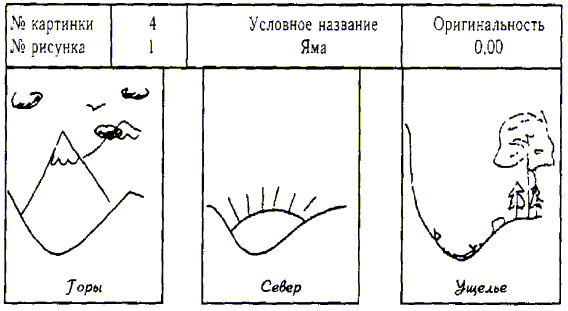 № картинки 4 Условное название Оригинальность
№ рисунка 1 Яма 0,00
Горы Север Ущелье